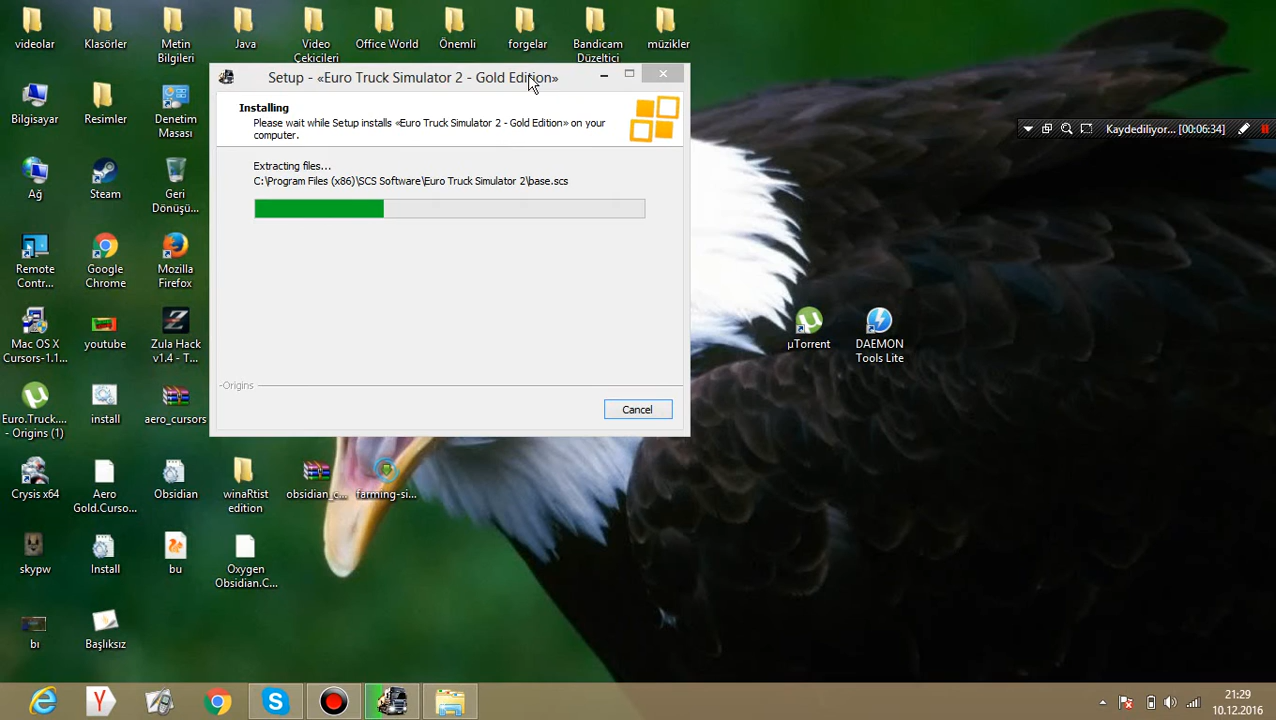 videolar
Klasörler
Metin
Bilgileri
Java
Video
Çekicileri
Office World
Önemli
forgelar
Bandicam
Düzeltici
müzikler
Setup - «Euro Truck Simulator 2 - Gold Edition»
Installing
Please wait while Setup installs «Euro Truck Simulator 2 - Gold Edition» on your
computer.
Extracting files...
C:\Program Files (x86)\SCS Software\Euro Truck Simulator 2\base.scs
Origins
Cancel
Kaydediliyor... [00:06:34]
Bilgisayar
Resimler
Denetim
Masası
Ağ
Steam
Geri
Dönüşü...
Remote
Contr...
Google
Chrome
Mozilla
Firefox
Mac OS X
Cursors-1.1...
youtube
Zula Hack
v1.4 - T...
µTorrent
DAEMON
Tools Lite
Euro.Truck....
- Origins (1)
install
aero_cursors
Crysis x64
Aero
Gold.Curso...
Obsidian
winaRtist
edition
obsidian_c...
farming-si...
skypw
Install
bu
Oxygen
Obsidian.C...
bı
Başlıksız
21:29
10.12.2016